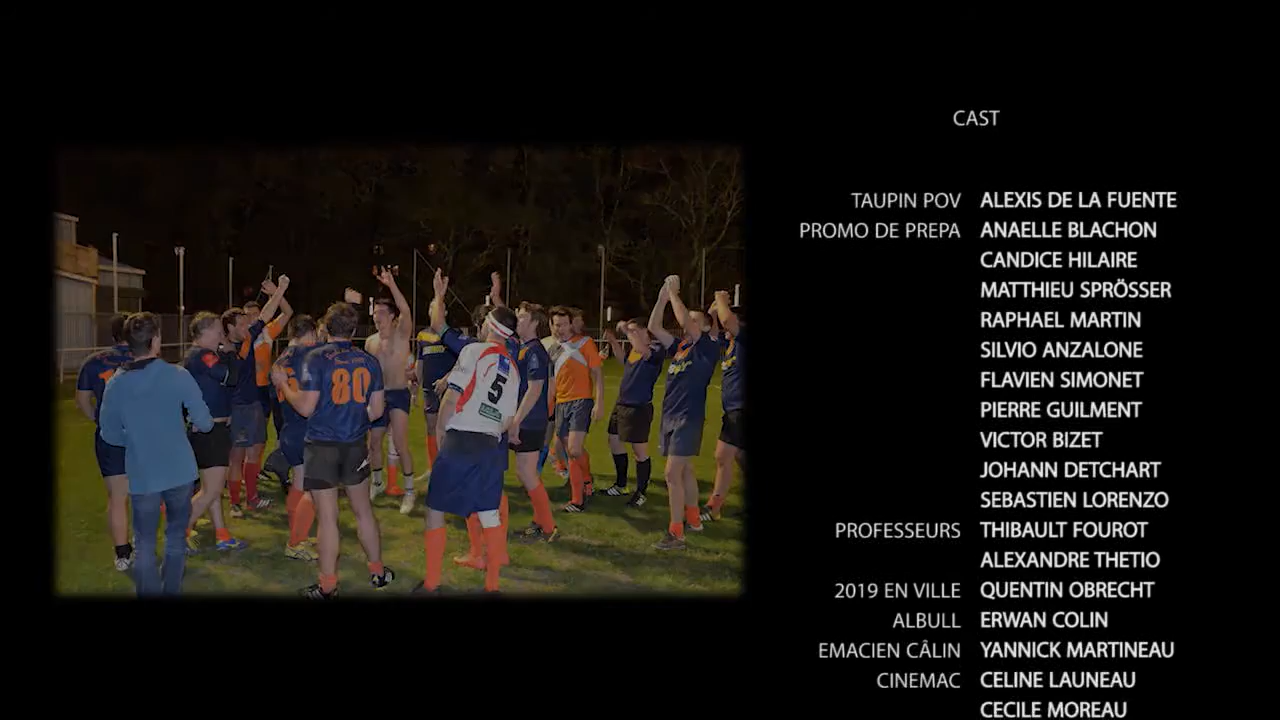 CAST
TAUPIN POV ALEXIS DE LA FUENTE
PROMO DE PREPA ANAELLE BLACHON
CANDICE HILAIRE
MATTHIEU SPRÖSSER
RAPHAEL MARTIN
SILVIO ANZALONE
FLAVIEN SIMONET
PIERRE GUILMENT
VICTOR BIZET
JOHANN DETCHART
SEBASTIEN LORENZO
PROFESSEURS THIBAULT FOUROT
ALEXANDRE THETIO
2019 EN VILLE QUENTIN OBRECHT
ALBULL ERWAN COLIN
EMACIEN CÂLIN YANNICK MARTINEAU
CINEMAC CELINE LAUNEAU
CECILE MOREAU
80
5